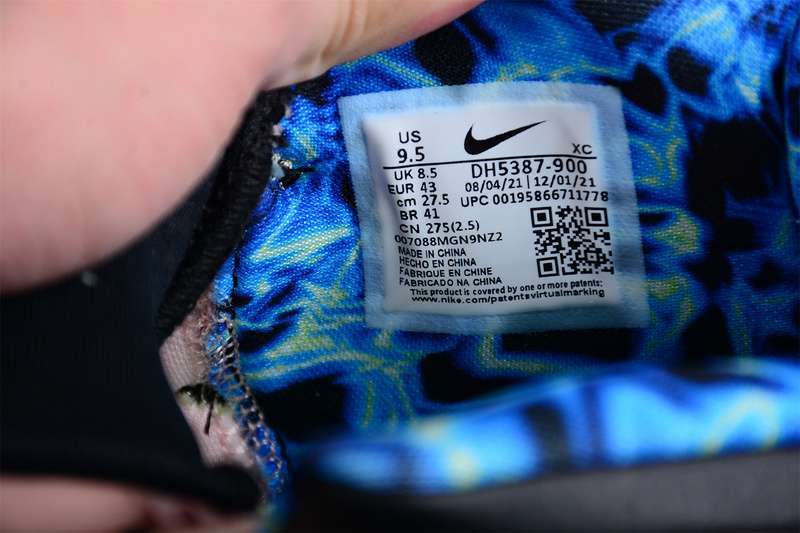 US
9.5
XC
UK 8.5
DH5387-900
EUR 43
08/04/21 | 12/01/21
cm 27.5
UPC 00195866711778
BR 41
CN 275(2.5)
007088MGN9NZ2
MADE IN CHINA
HECHO EN CHINA
FABRIQUE EN CHINE
FABRICADO NA CHINA
This product is covered by one or more patents:
www.nike.com/patentsvirtualmarking